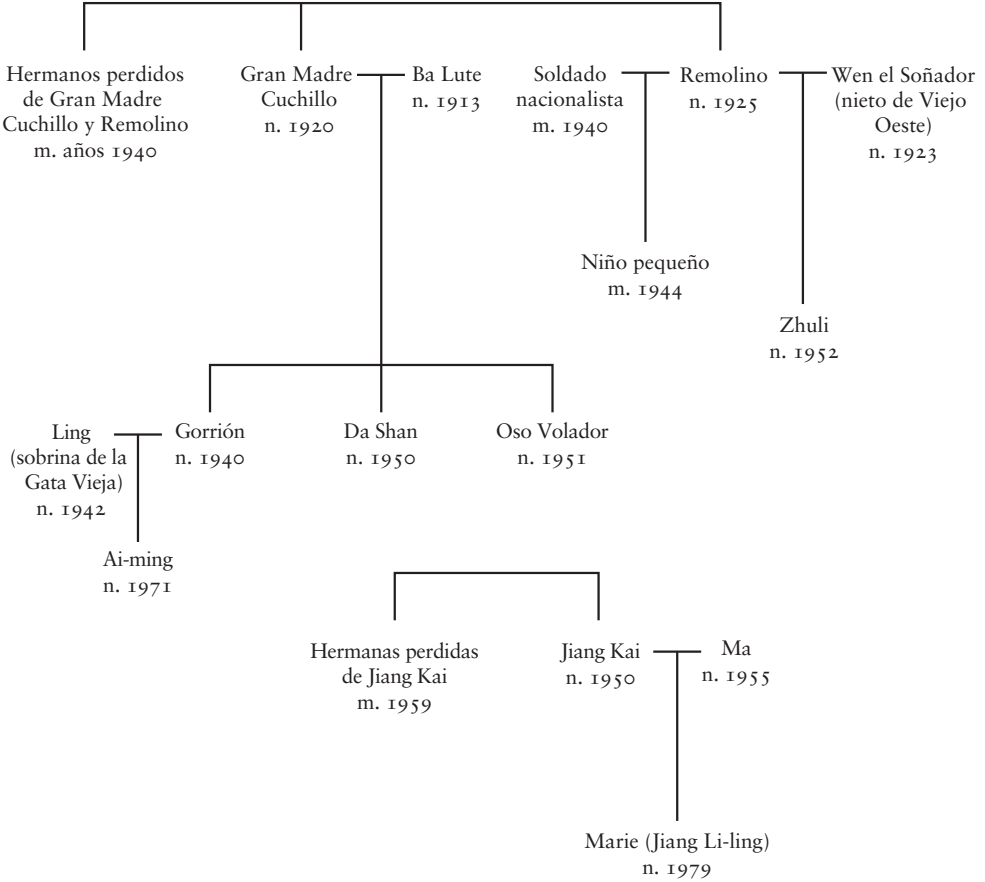 Hermanos perdidos
de Gran Madre
Cuchillo y Remolino
m. años 1940
Gran Madre
Cuchillo
n. 1920
Ba Lute
n. 1913
Soldado
nacionalista
m. 1940
Remolino
n. 1925
Wen el Soñador
(nieto de Viejo
Oeste)
n. 1923
Niño pequeño
m. 1944
Zhuli
n. 1952
Ling
(sobrina de la
Gata Vieja)
n. 1942
Gorrión
n. 1940
Da Shan
n. 1950
Oso Volador
n. 1951
Ai-ming
n. 1971
Hermanas perdidas
de Jiang Kai
m. 1959
Jiang Kai
n. 1950
Ma
n. 1955
Marie (Jiang Li-ling)
n. 1979